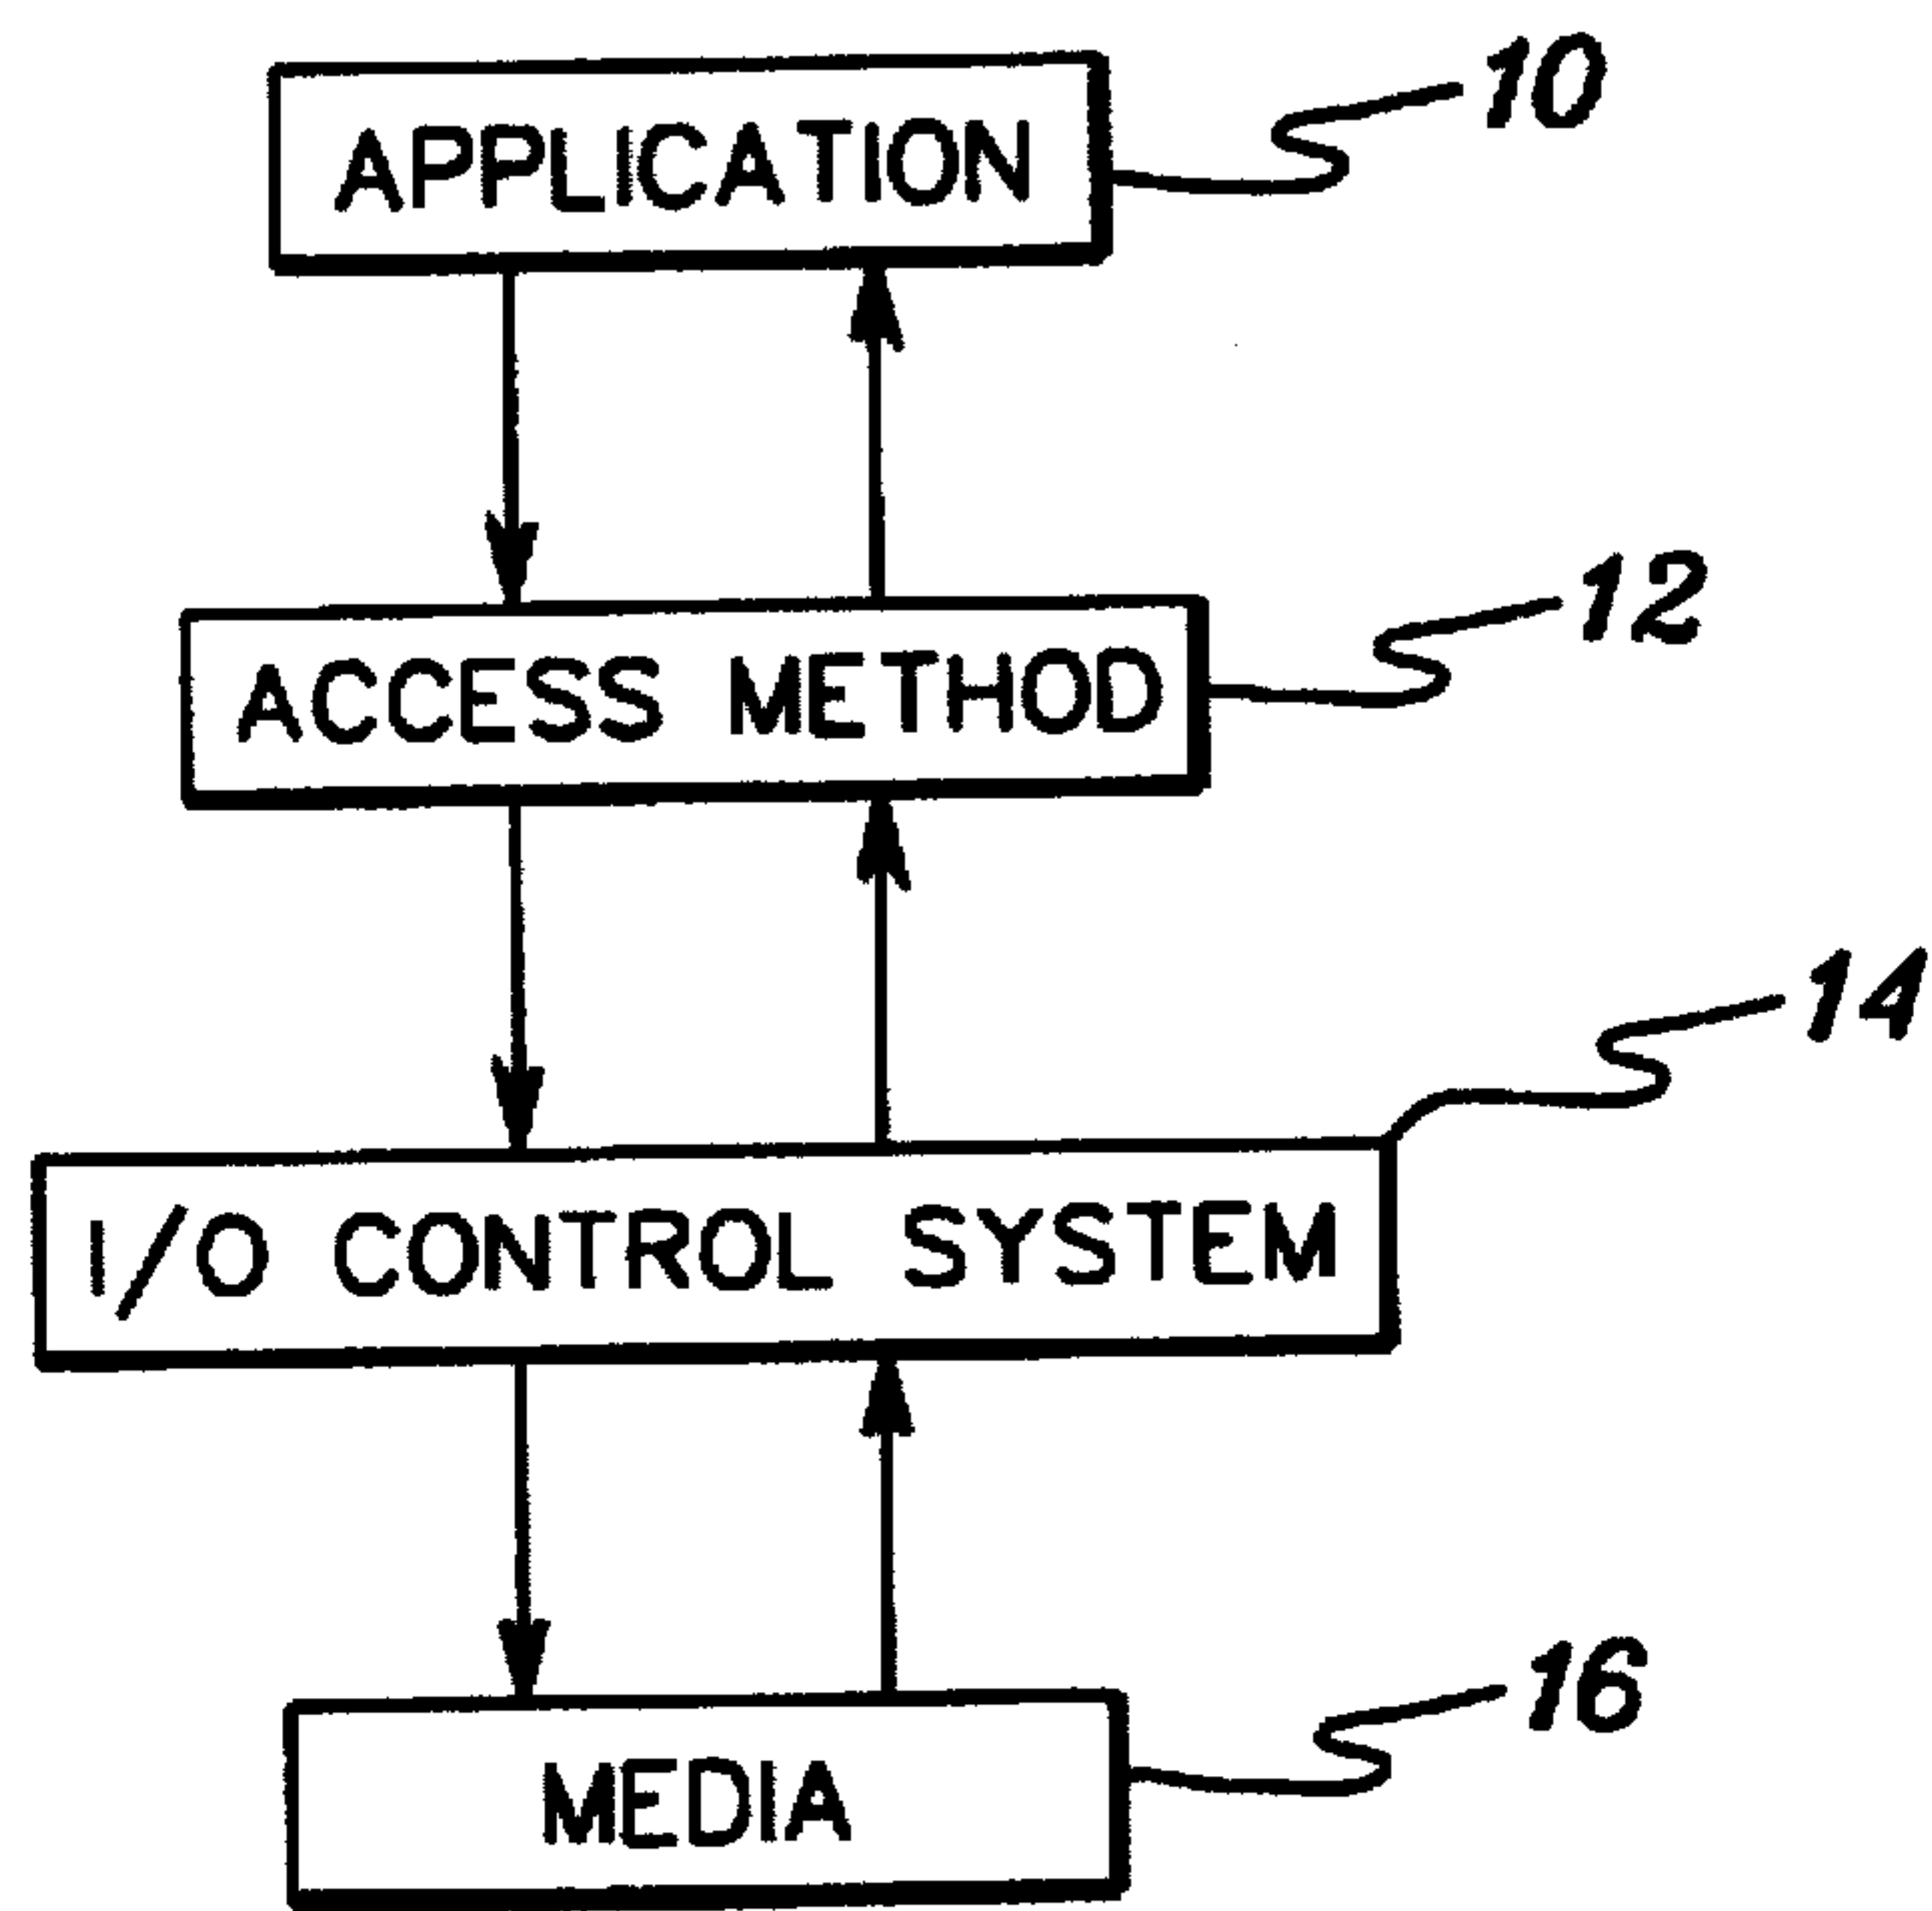 10
APPLICATION
12
ACCESS METHOD
14
I/O CONTROL SYSTEM
16
MEDIA